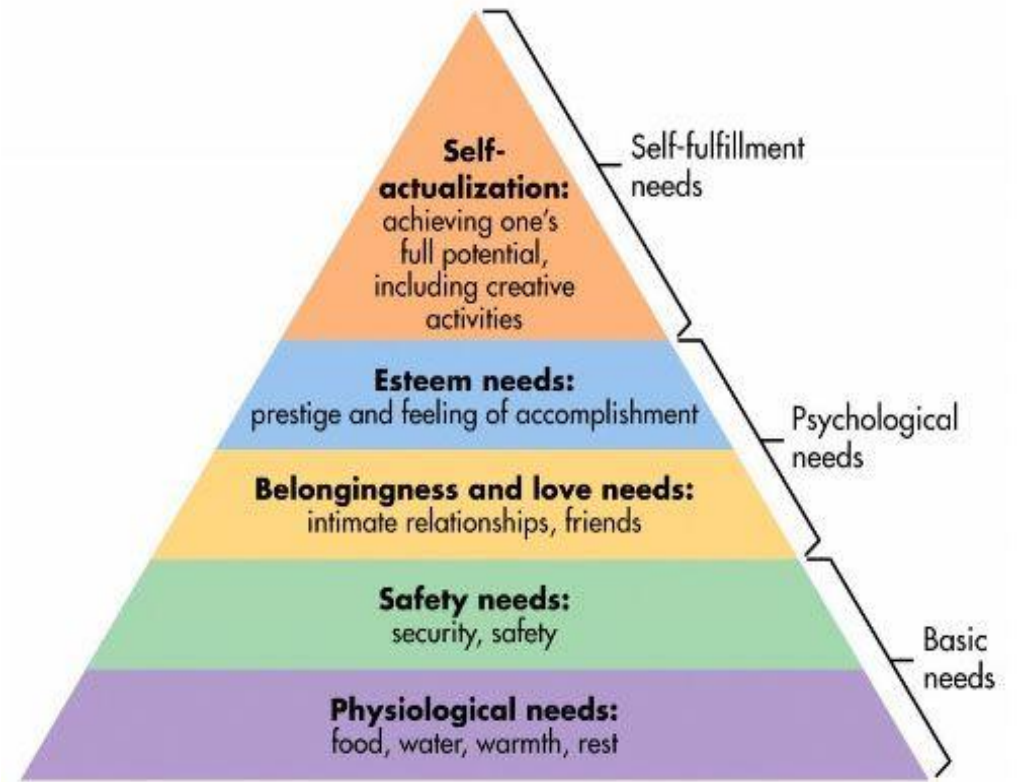 Self-
actualization:
achieving one's
full potential,
including creative
activities
Self-fulfillment
needs
Esteem needs:
prestige and feeling of accomplishment
Belongingness and love needs:
intimate relationships, friends
Psychological
needs
Safety needs:
security, safety
Physiological needs:
food, water, warmth, rest
Basic
needs